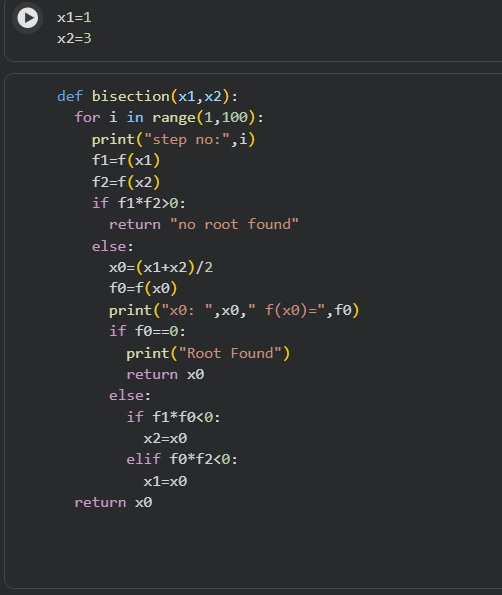 x1=1
x2=3
def bisection(x1,x2):
  for i in range(1,100):
    print("step no:",i)
    f1=f(x1)
    f2=f(x2)
    if f1*f2>0:
      return "no root found"
    else:
      x0=(x1+x2)/2
      f0=f(x0)
      print("x0: ",x0," f(x0)=",f0)
      if f0==0:
        print("Root Found")
        return x0
      else:
        if f1*f0<0:
          x2=x0
        elif f0*f2<0:
          x1=x0
  return x0